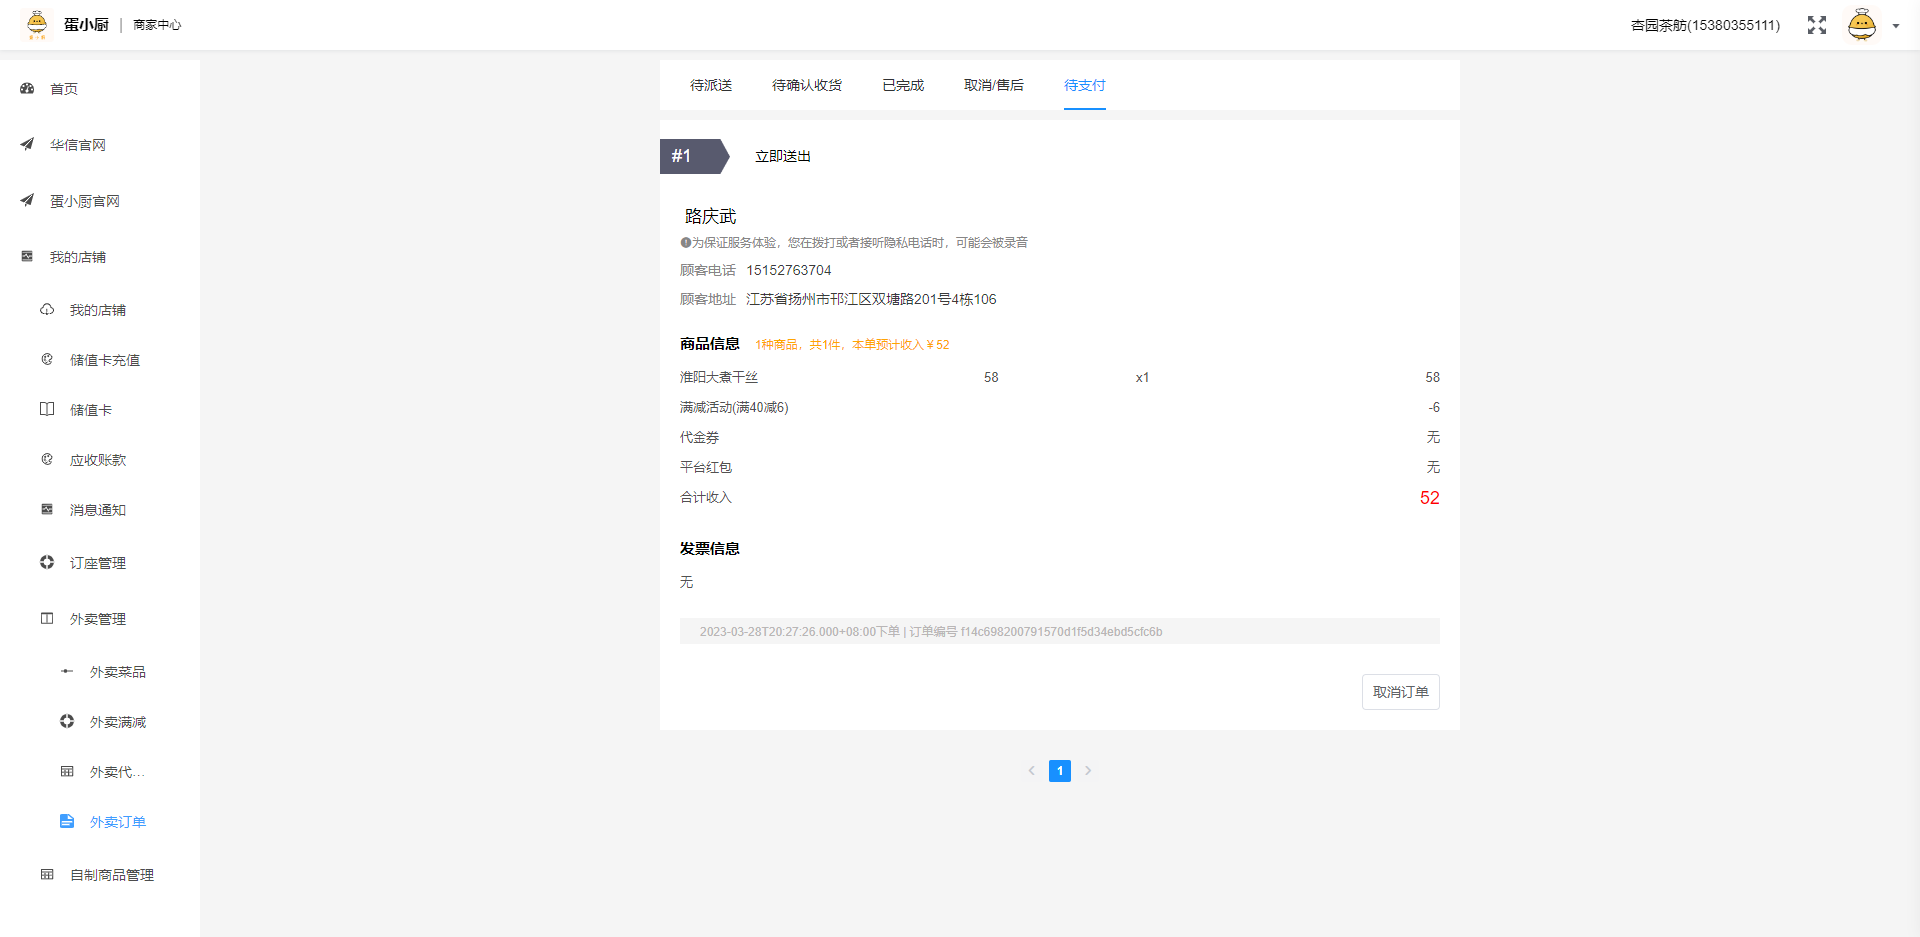 蛋小厨 | 商家中心
杏园茶舫(15380355111)
首页
华信官网
蛋小厨官网
我的店铺
我的店铺
储值卡充值
储值卡
应收账款
消息通知
订座管理
外卖管理
外卖菜品
外卖满减
外卖代...
外卖订单
自制商品管理
待派送 待确认收货 已完成 取消/售后 待支付
#1 立即送出
路庆武
为保证服务体验，您在拨打或者接听隐私电话时，可能会被录音
顾客电话 15152763704
顾客地址 江苏省扬州市邗江区双塘路201号4栋106
商品信息 1种商品，共1件，本单预计收入￥52
淮阳大煮干丝 58 x1 58
满减活动(满40减6) -6
代金券 无
平台红包 无
合计收入 52
发票信息
无
2023-03-28T20:27:26.000+08:00下单 | 订单编号 f14c698200791570d1f5d34ebd5cfc6b
取消订单
1